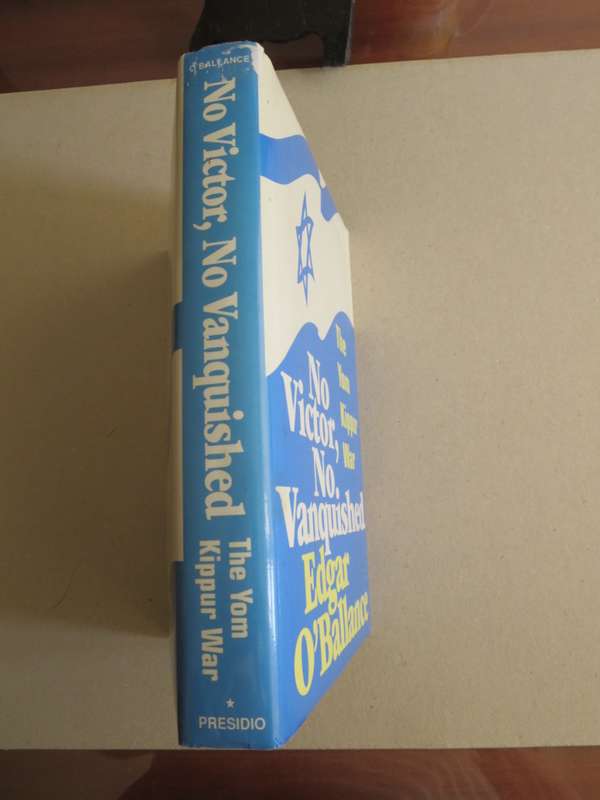 O'BALLANCE
No Victor, No Vanquished
The Yom
Kippur War
PRESIDIO
The
Yom
Kippur
War
No
Victor,
No
Vanquished
Edgar
O'Ballance